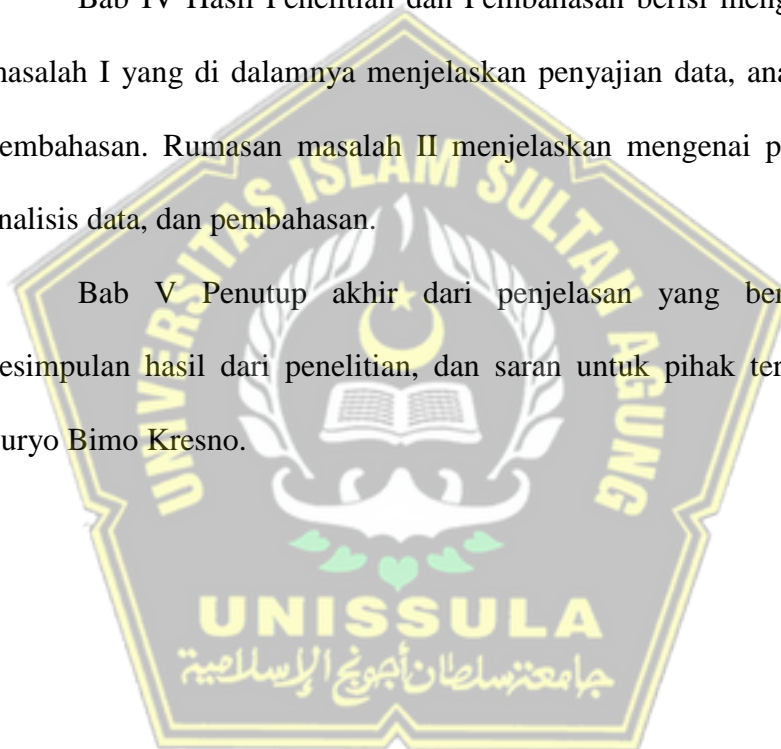 Bab IV Hasil Penelitian dan Pembahasan berisi meng
masalah I yang di dalamnya menjelaskan penyajian data, ana
embahasan. Rumasan masalah II menjelaskan mengenai p
nalisis data, dan pembahasan.
Bab V Penutup akhir dari penjelasan yang ber
esimpulan hasil dari penelitian, dan saran untuk pihak ter
uryo Bimo Kresno.
UNIVERSITAS ISLAM SULTAN AGUNG
UNISSULA
جامعة سلطان أجونج الإسلامية